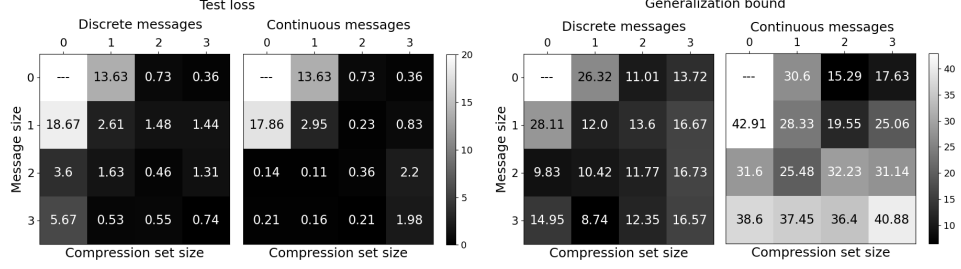 Test loss
Generalization bound
Discrete messages
Continuous messages
Discrete messages
Continuous messages
0 1 2 3
0 1 2 3
0 1 2 3
0 1 2 3
0 --- 13.63 0.73 0.36
--- 13.63 0.73 0.36
0 --- 26.32 11.01 13.72
--- 30.6 15.29 17.63
1 18.67 2.61 1.48 1.44
17.86 2.95 0.23 0.83
1 28.11 12.0 13.6 16.67
42.91 28.33 19.55 25.06
2 3.6 1.63 0.46 1.31
0.14 0.11 0.36 2.2
2 9.83 10.42 11.77 16.73
31.6 25.48 32.23 31.14
3 5.67 0.53 0.55 0.74
0.21 0.16 0.21 1.98
3 14.95 8.74 12.35 16.57
38.6 37.45 36.4 40.88
Message size
Message size
20
15
10
5
0
40
35
30
25
20
15
10
Compression set size
Compression set size
Compression set size
Compression set size